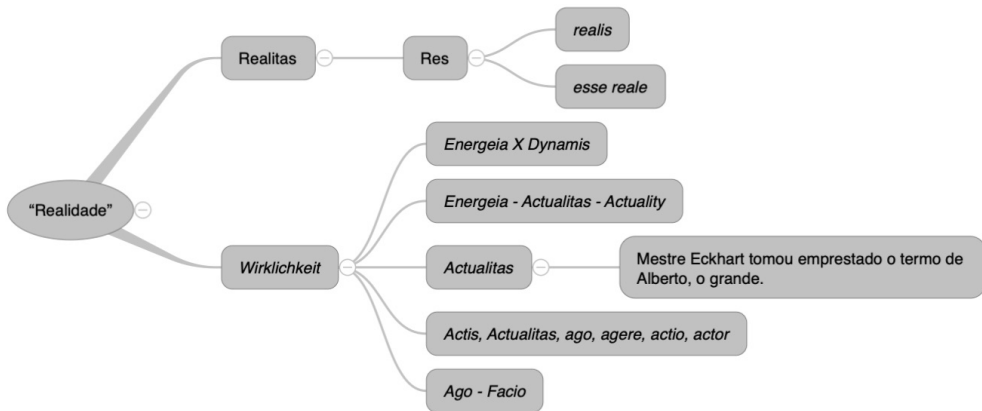 “Realidade”
Realitas
Res
realis
esse reale
Wirklichkeit
Energeia X Dynamis
Energeia - Actualitas - Actuality
Actualitas
Mestre Eckhart tomou emprestado o termo de
Alberto, o grande.
Actis, Actualitas, ago, agere, actio, actor
Ago - Facio